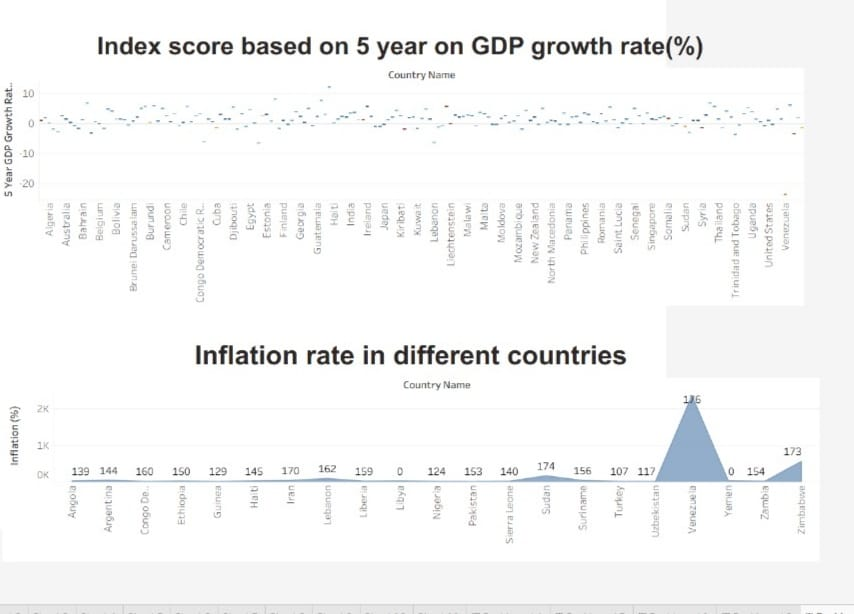 Index score based on 5 year on GDP growth rate(%)
Country Name
5 Year GDP Growth Rat..
10
0
-10
-20
Algeria
Australia
Bahrain
Belgium
Bolivia
Brunei Darussalam
Burundi
Cameroon
Chile
Congo Democratic R..
Cuba
Djibouti
Egypt
Estonia
Finland
Georgia
Guatemala
Haiti
India
Ireland
Japan
Kiribati
Kuwait
Lebanon
Liechtenstein
Malawi
Malta
Moldova
Mozambique
New Zealand
North Macedonia
Panama
Philippines
Romania
Saint Lucia
Senegal
Singapore
Somalia
Sudan
Syria
Thailand
Trinidad and Tobago
Uganda
United States
Venezuela
Inflation rate in different countries
Country Name
Inflation (%)
2K
1K
0K
139 144 160 150 129 145 170 162 159 0 124 153 140 174 156 107 117 176 0 154 173
Angola
Argentina
Congo De..
Ethiopia
Guinea
Haiti
Iran
Lebanon
Liberia
Libya
Nigeria
Pakistan
Sierra Leone
Sudan
Suriname
Turkey
Uzbekistan
Venezuela
Yemen
Zambia
Zimbabwe